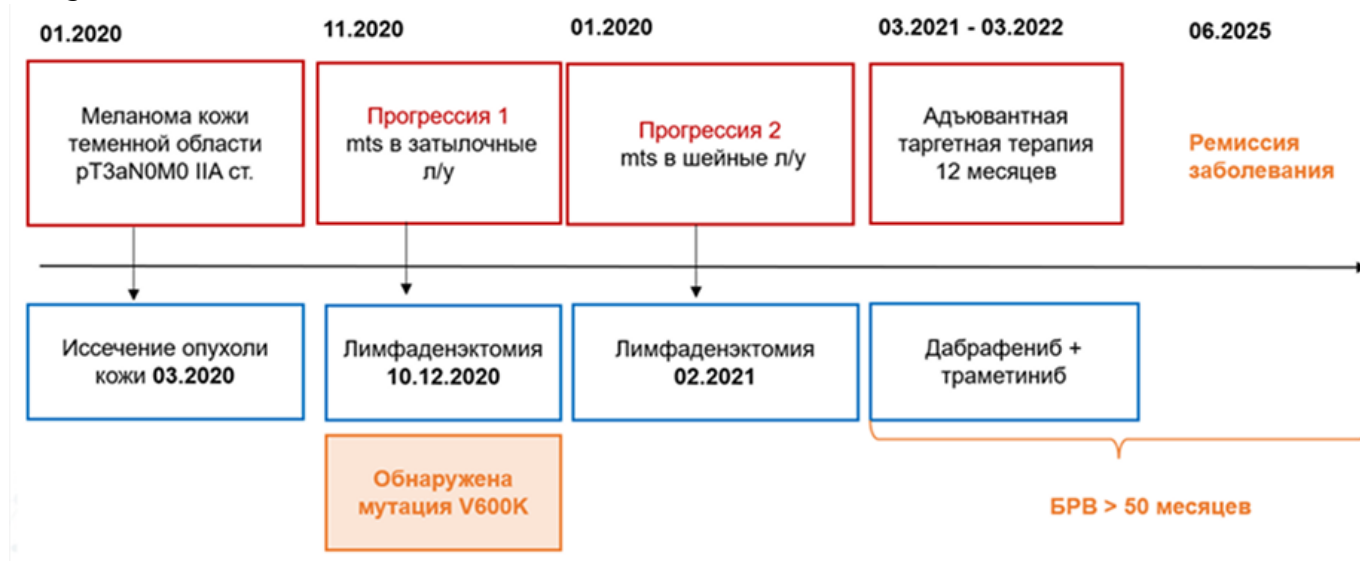 01.2020
11.2020
01.2020
03.2021 - 03.2022
06.2025
Меланома кожи
теменной области
pT3aN0M0 IIA ст.
Прогрессия 1
mts в затылочные
л/у
Прогрессия 2
mts в шейные л/у
Адъювантная
таргетная терапия
12 месяцев
Ремиссия
заболевания
Иссечение опухоли
кожи 03.2020
Лимфаденэктомия
10.12.2020
Лимфаденэктомия
02.2021
Дабрафениб +
траметиниб
Обнаружена
мутация V600K
БРВ > 50 месяцев